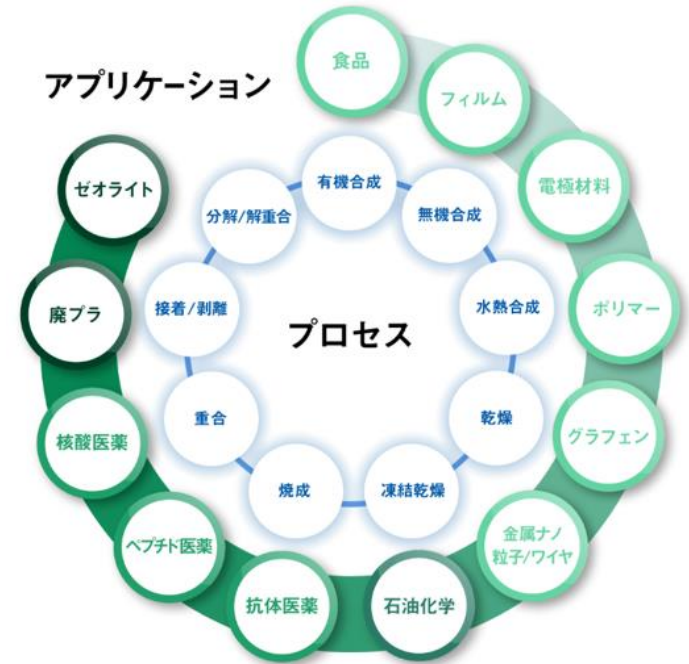 アプリケーション
食品
フィルム
電極材料
ポリマー
グラフェン
金属ナノ
粒子/ワイヤ
石油化学
抗体医薬
ペプチド医薬
核酸医薬
廃プラ
ゼオライト
プロセス
有機合成
無機合成
水熱合成
乾燥
凍結乾燥
焼成
重合
接着/剥離
分解/解重合